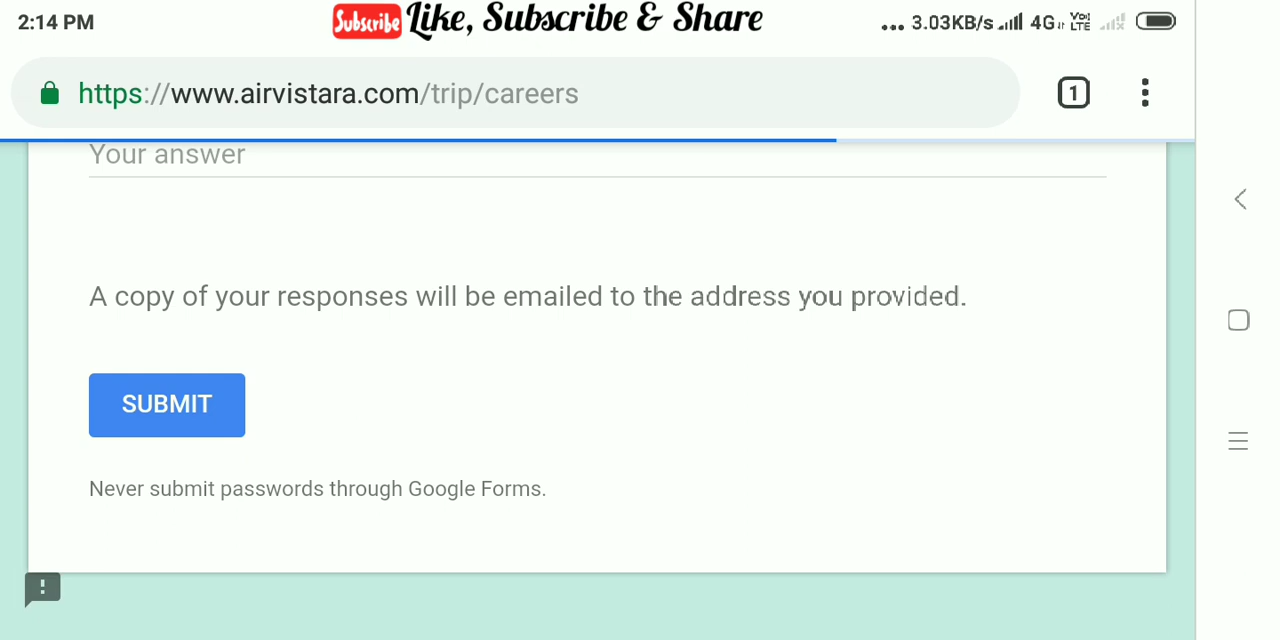 2:14 PM
Subscribe Like, Subscribe & Share
... 3.03KB/s 4G Vo! LTE
https://www.airvistara.com/trip/careers
1
Your answer
A copy of your responses will be emailed to the address you provided.
SUBMIT
Never submit passwords through Google Forms.
!